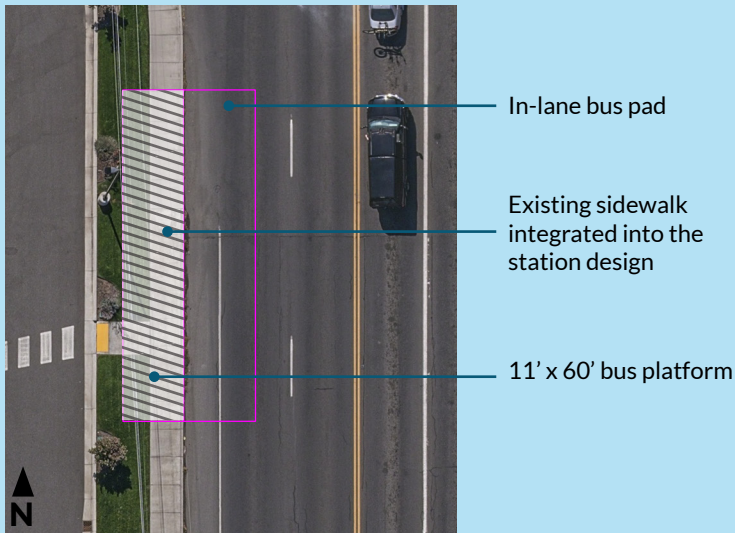 In-lane bus pad
Existing sidewalk
integrated into the
station design
11’ x 60’ bus platform
N